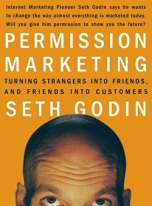 Internet Marketing Pioneer Seth Godin says he wants
to change the way almost everything is marketed today.
Will you give him permission to show you the future?
PERMISSION
MARKETING
TURNING STRANGERS INTO FRIENDS,
AND FRIENDS INTO CUSTOMERS
SETH GODIN